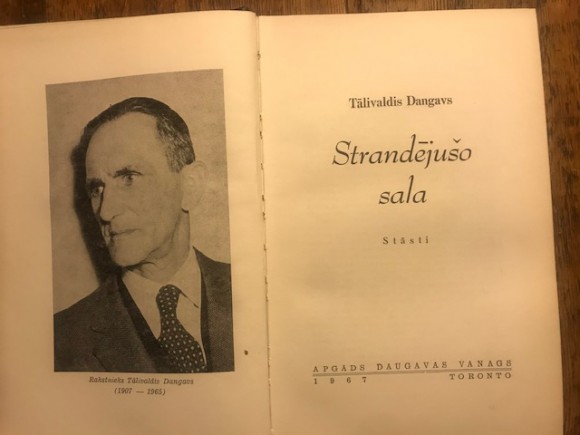 Rakstnieks Tālivaldis Dangavs
(1907 — 1965)
Tālivaldis Dangavs
Strandējušo
sala
Stāsti
APGĀDS DAUGAVAS VANAGS
1967 TORONTO